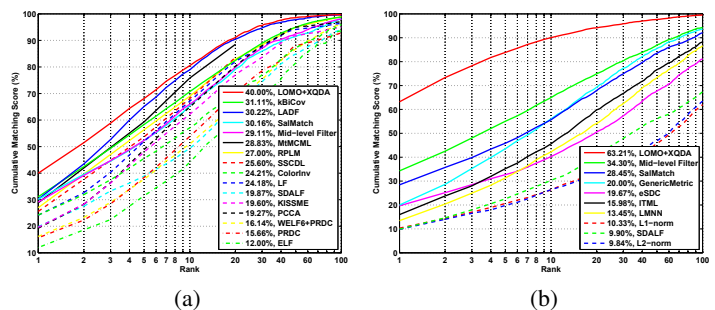 100
90
80
70
60
50
40
30
20
10
Cumulative Matching Score (%)
1 2 3 4 5 6 7 8 9 10 20 30 40 60 80 100
Rank
40.00%, LOMO+XQDA
31.11%, kBiCov
30.22%, LADF
30.16%, SalMatch
29.11%, Mid−level Filter
28.83%, MtMCML
27.00%, RPLM
25.60%, SSCDL
24.21%, ColorInv
24.18%, LF
19.87%, SDALF
19.60%, KISSME
19.27%, PCCA
16.14%, WELF6+PRDC
15.66%, PRDC
12.00%, ELF
(a)
100
90
80
70
60
50
40
30
20
10
0
Cumulative Matching Score (%)
1 2 3 4 5 6 7 8 9 10 20 30 40 60 80 100
Rank
63.21%, LOMO+XQDA
34.30%, Mid−level Filter
28.45%, SalMatch
20.00%, GenericMetric
19.67%, eSDC
15.98%, ITML
13.45%, LMNN
10.33%, L1−norm
9.90%, SDALF
9.84%, L2−norm
(b)